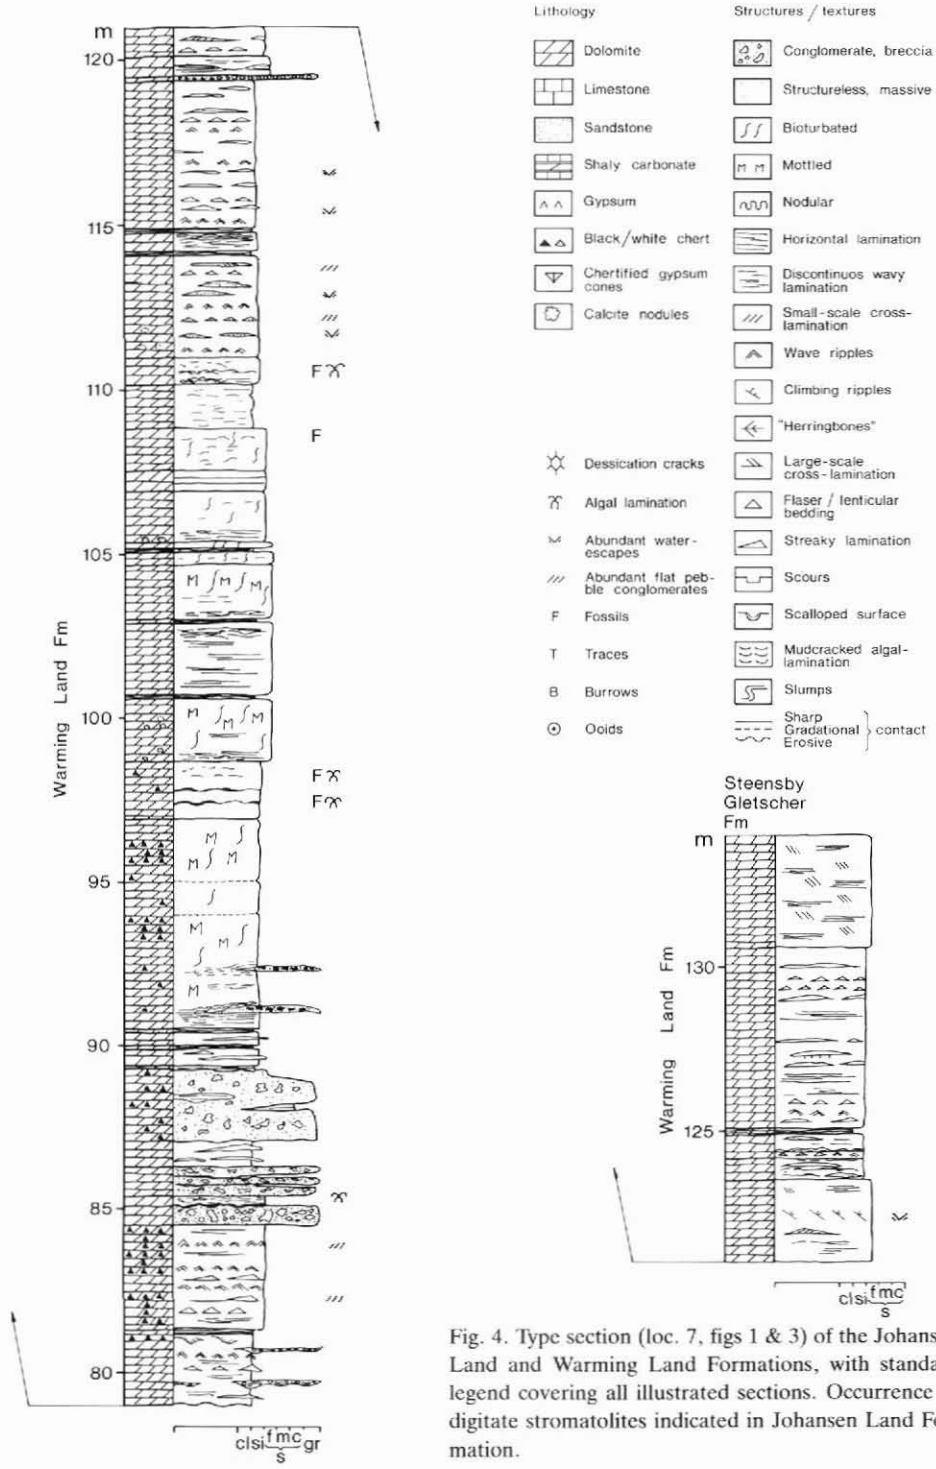 m
120
115
110
105
100
95
90
85
80
Warming Land Fm
F
F
F
F
clsi fmc gr
s
Lithology
Dolomite
Limestone
Sandstone
Shaly carbonate
Gypsum
Black/white chert
Chertified gypsum
cones
Calcite nodules
Dessication cracks
Algal lamination
Abundant water-
escapes
Abundant flat peb-
ble conglomerates
F Fossils
T Traces
B Burrows
Ooids
Structures / textures
Conglomerate, breccia
Structureless, massive
Bioturbated
M M Mottled
Nodular
Horizontal lamination
Discontinuos wavy
lamination
Small-scale cross-
lamination
Wave ripples
Climbing ripples
"Herringbones"
Large-scale
cross-lamination
Flaser / lenticular
bedding
Streaky lamination
Scours
Scalloped surface
Mudcracked algal-
lamination
Slumps
Sharp
Gradational contact
Erosive
Steensby
Gletscher
Fm
m
130
125
Warming Land Fm
clsi fmc
s
Fig. 4. Type section (loc. 7, figs 1 & 3) of the Johans
Land and Warming Land Formations, with standa
legend covering all illustrated sections. Occurrence
digitate stromatolites indicated in Johansen Land Fo
mation.